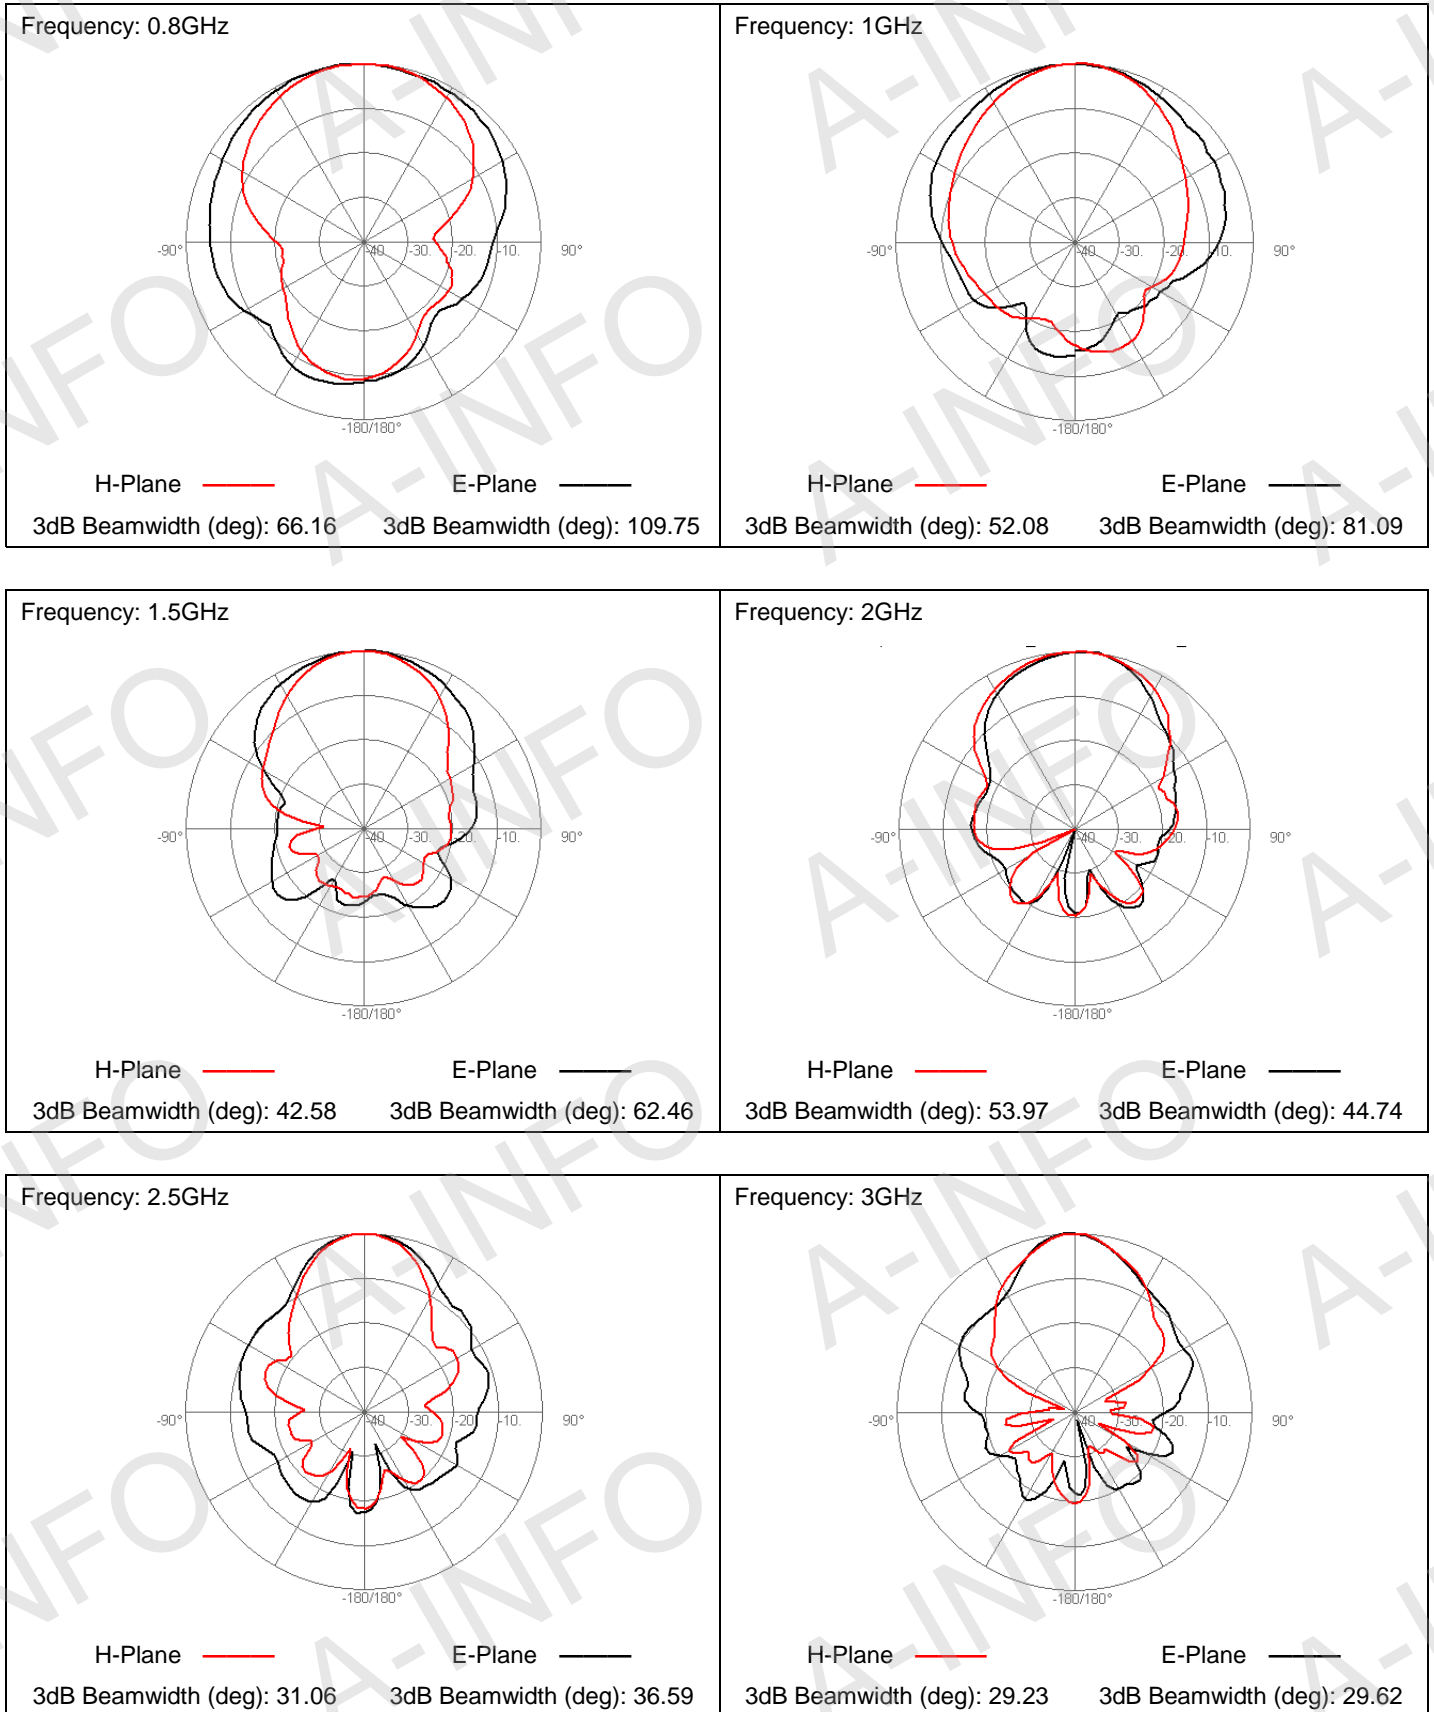 Frequency: 0.8GHz
-90° -40 -30. -20. -10. 90°
-180/180°
H-Plane E-Plane
3dB Beamwidth (deg): 66.16 3dB Beamwidth (deg): 109.75
Frequency: 1GHz
-90° -40 -30. -20. -10. 90°
-180/180°
H-Plane E-Plane
3dB Beamwidth (deg): 52.08 3dB Beamwidth (deg): 81.09
Frequency: 1.5GHz
-90° -40 -30. -20. -10. 90°
-180/180°
H-Plane E-Plane
3dB Beamwidth (deg): 42.58 3dB Beamwidth (deg): 62.46
Frequency: 2GHz
-90° -40 -30. -20. -10. 90°
-180/180°
H-Plane E-Plane
3dB Beamwidth (deg): 53.97 3dB Beamwidth (deg): 44.74
Frequency: 2.5GHz
-90° -40 -30. -20. -10. 90°
-180/180°
H-Plane E-Plane
3dB Beamwidth (deg): 31.06 3dB Beamwidth (deg): 36.59
Frequency: 3GHz
-90° -40 -30. -20. -10. 90°
-180/180°
H-Plane E-Plane
3dB Beamwidth (deg): 29.23 3dB Beamwidth (deg): 29.62
A-INFO
A-INFO
A-INFO
A-INFO
A-INFO
A-INFO
A-INFO
A-INFO